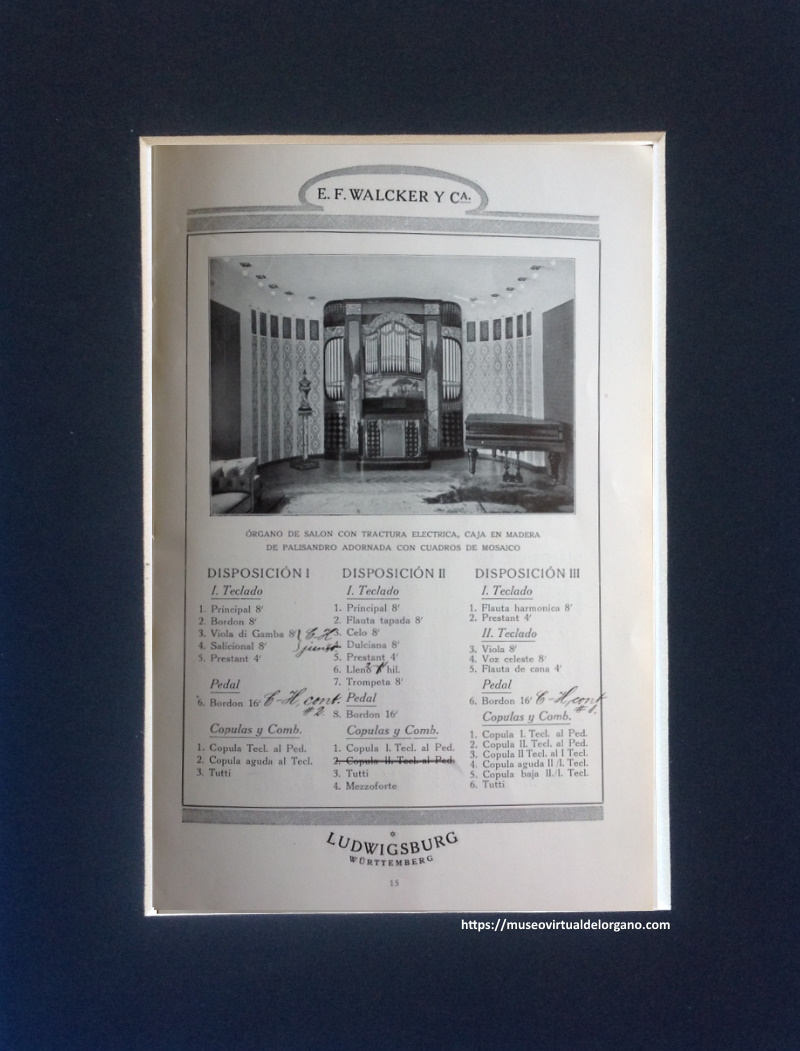 E. F. WALCKER Y CA.
ÓRGANO DE SALON CON TRACTURA ELECTRICA, CAJA EN MADERA
DE PALISANDRO ADORNADA CON CUADROS DE MOSAICO
DISPOSICIÓN I
I. Teclado
1. Principal 8'
2. Bordon 8'
3. Viola di Gamba 8'
4. Salicional 8'
C-H
junto
5. Prestant 4'
Pedal
6. Bordon 16' C-H, cont.
#2.
Copulas y Comb.
1. Copula Tecl. al Ped.
2. Copula aguda al Tecl.
3. Tutti
DISPOSICIÓN II
I. Teclado
1. Principal 8'
2. Flauta tapada 8'
3. Celo 8'
4. Dulciana 8'
5. Prestant 4'
6. Lleno hil.
7. Trompeta 8'
Pedal
8. Bordon 16'
Copulas y Comb.
1. Copula I. Tecl. al Ped.
2. Copula II. Tecl. al Ped.
3. Tutti
4. Mezzoforte
DISPOSICIÓN III
I. Teclado
1. Flauta harmonica 8'
2. Prestant 4'
II. Teclado
3. Viola 8'
4. Voz celeste 8'
5. Flauta de cana 4'
Pedal
6. Bordon 16' C-H, cont
Copulas y Comb.
1. Copula I. Tecl. al Ped.
2. Copula II. Tecl. al Ped.
3. Copula II Tecl. al I Tecl.
4. Copula aguda II/I. Tecl.
5. Copula baja II./I. Tecl.
6. Tutti
LUDWIGSBURG
WÜRTTEMBERG
15
https://museovirtualdelorgano.com